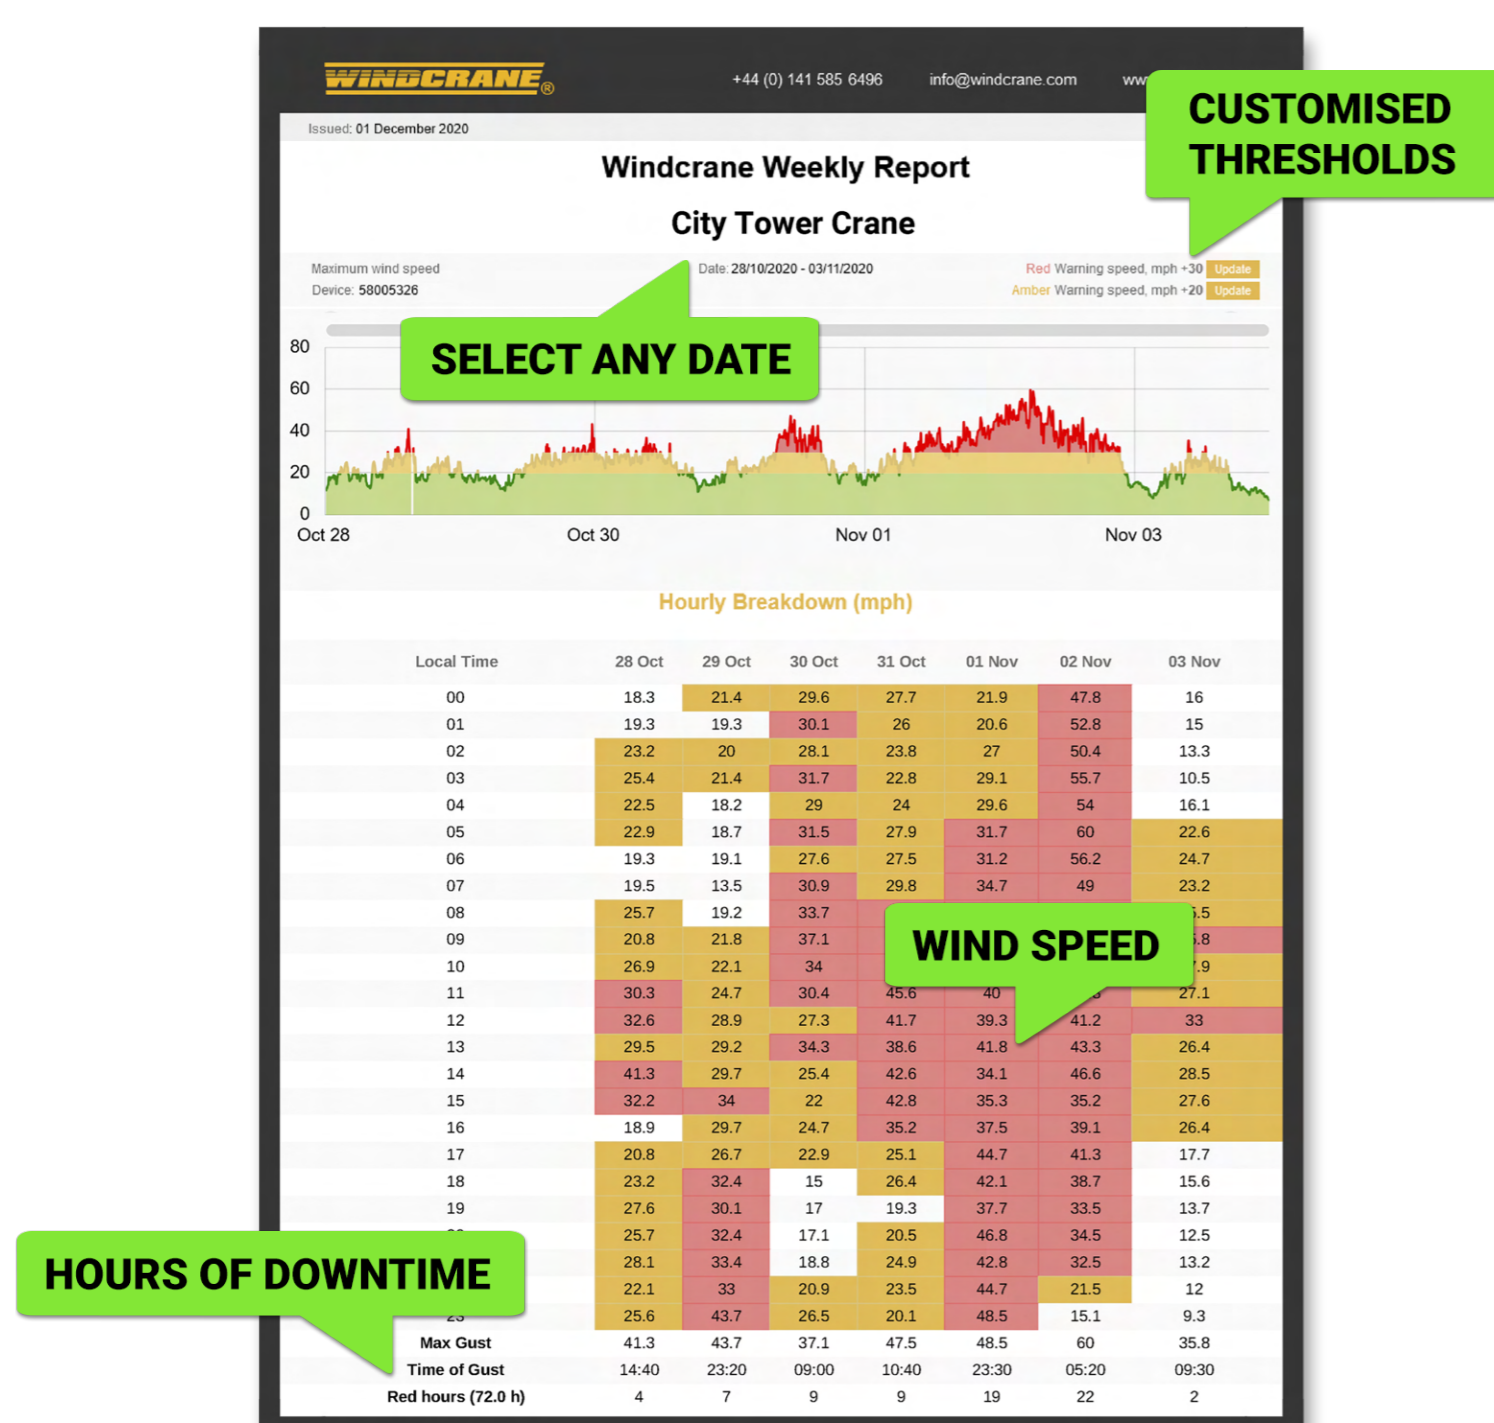 WINDCRANE®
+44 (0) 141 585 6496 info@windcrane.com ww
CUSTOMISED
THRESHOLDS
Issued: 01 December 2020
Windcrane Weekly Report
City Tower Crane
Maximum wind speed Date: 28/10/2020 - 03/11/2020 Red Warning speed, mph +30 Update
Device: 58005326 Amber Warning speed, mph +20 Update
SELECT ANY DATE
80
60
40
20
0
Oct 28 Oct 30 Nov 01 Nov 03
Hourly Breakdown (mph)
Local Time 28 Oct 29 Oct 30 Oct 31 Oct 01 Nov 02 Nov 03 Nov
00 18.3 21.4 29.6 27.7 21.9 47.8 16
01 19.3 19.3 30.1 26 20.6 52.8 15
02 23.2 20 28.1 23.8 27 50.4 13.3
03 25.4 21.4 31.7 22.8 29.1 55.7 10.5
04 22.5 18.2 29 24 29.6 54 16.1
05 22.9 18.7 31.5 27.9 31.7 60 22.6
06 19.3 19.1 27.6 27.5 31.2 56.2 24.7
07 19.5 13.5 30.9 29.8 34.7 49 23.2
08 25.7 19.2 33.7 .5
09 20.8 21.8 37.1 .8
WIND SPEED
10 26.9 22.1 34 .9
11 30.3 24.7 30.4 45.6 40 27.1
12 32.6 28.9 27.3 41.7 39.3 41.2 33
13 29.5 29.2 34.3 38.6 41.8 43.3 26.4
14 41.3 29.7 25.4 42.6 34.1 46.6 28.5
15 32.2 34 22 42.8 35.3 35.2 27.6
16 18.9 29.7 24.7 35.2 37.5 39.1 26.4
17 20.8 26.7 22.9 25.1 44.7 41.3 17.7
18 23.2 32.4 15 26.4 42.1 38.7 15.6
19 27.6 30.1 17 19.3 37.7 33.5 13.7
25.7 32.4 17.1 20.5 46.8 34.5 12.5
HOURS OF DOWNTIME
28.1 33.4 18.8 24.9 42.8 32.5 13.2
22.1 33 20.9 23.5 44.7 21.5 12
23 25.6 43.7 26.5 20.1 48.5 15.1 9.3
Max Gust 41.3 43.7 37.1 47.5 48.5 60 35.8
Time of Gust 14:40 23:20 09:00 10:40 23:30 05:20 09:30
Red hours (72.0 h) 4 7 9 9 19 22 2